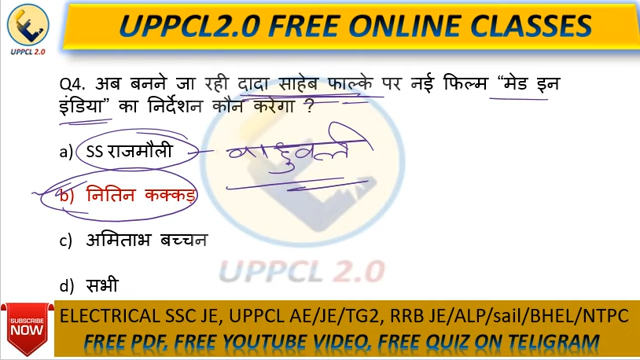 UPPCL2.0 FREE ONLINE CLASSES
UPPCL 2.0
Q4. अब बनने जा रही दादा साहेब फाल्के पर नई फिल्म “मेड इन
इंडिया” का निर्देशन कौन करेगा ?
a) SS राजमौली
बाहुबली
b) नितिन कक्कड़
c) अमिताभ बच्चन
UPPCL 2.0
d) सभी
SUBSCRIBE
NOW
ELECTRICAL SSC JE, UPPCL AE/JE/TG2, RRB JE/ALP/sail/BHEL/NTPC
FREE PDF, FREE YOUTUBE VIDEO, FREE QUIZ ON TELIGRAM